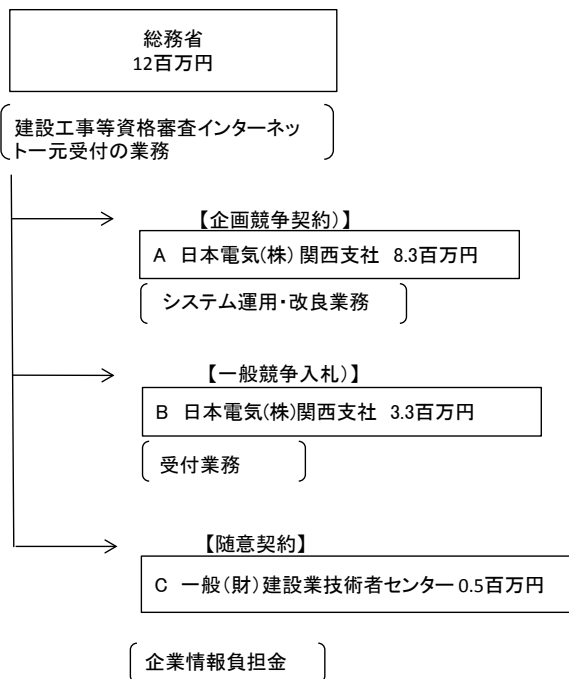 総務省
12百万円
建設工事等資格審査インターネッ
ト一元受付の業務
【企画競争契約)】
A 日本電気(株) 関西支社 8.3百万円
システム運用・改良業務
【一般競争入札)】
B 日本電気(株)関西支社 3.3百万円
受付業務
【随意契約】
C 一般(財)建設業技術者センター 0.5百万円
企業情報負担金